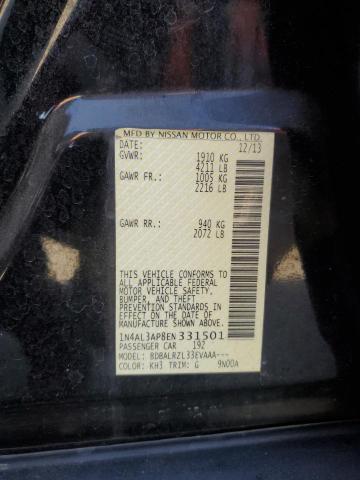 MFD BY NISSAN MOTOR CO., LTD.
DATE: 12/13
GVWR: 1910 KG
4211 LB
GAWR FR.: 1005 KG
2216 LB
GAWR RR.: 940 KG
2072 LB
THIS VEHICLE CONFORMS TO
ALL APPLICABLE FEDERAL
MOTOR VEHICLE SAFETY,
BUMPER, AND THEFT
PREVENTION STANDARDS IN
EFFECT ON THE DATE OF
MANUFACTURE SHOWN ABOVE.
1N4AL3AP8EN331501
PASSENGER CAR 192
MODEL: BDBALRZL33EVAAA---
COLOR: KH3 TRIM: G 9N00A